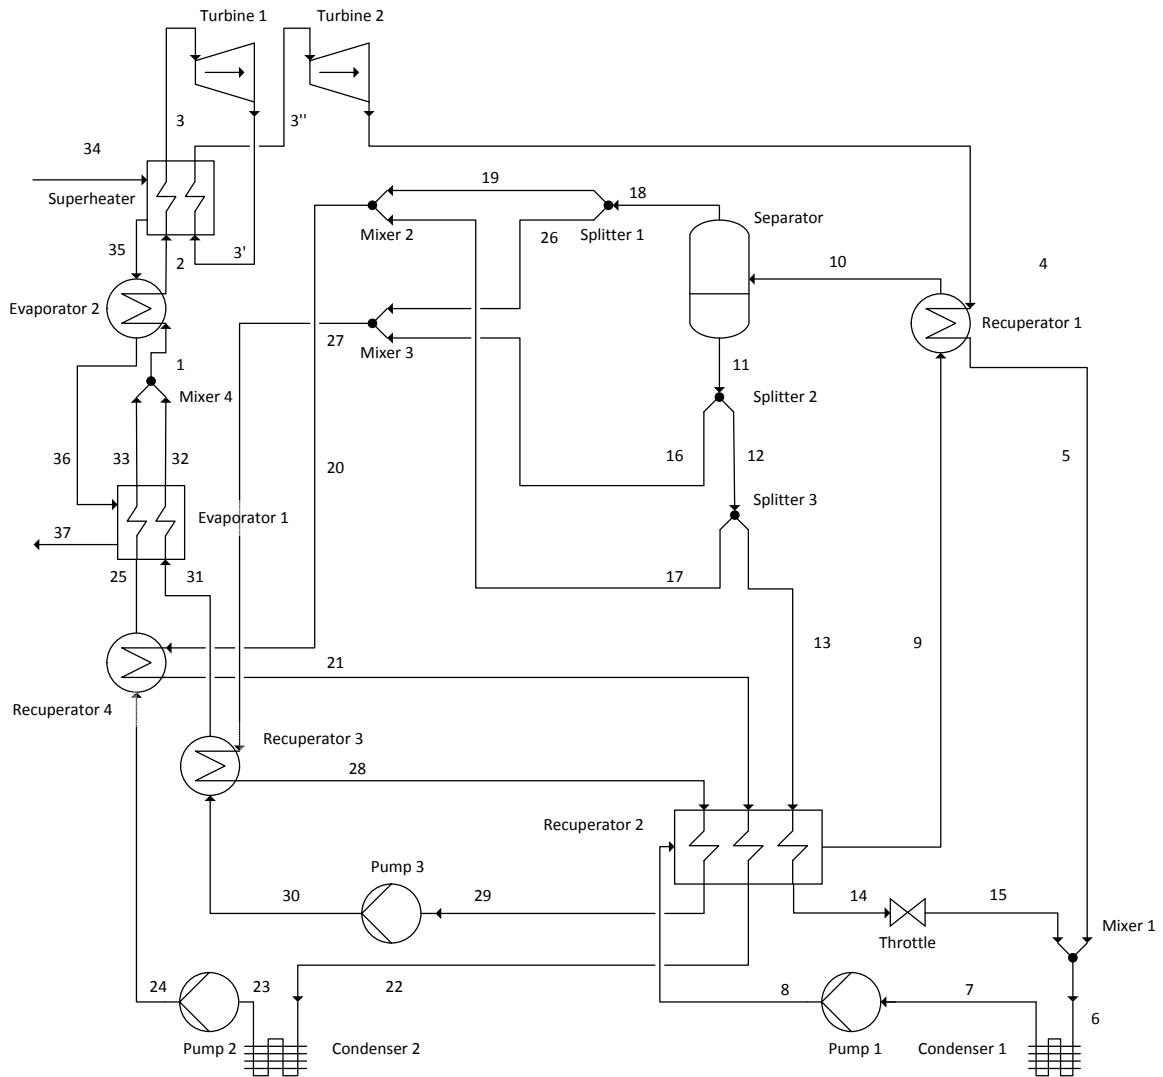 Turbine 1
Turbine 2
3
3''
34
Superheater
19
18
Separator
Mixer 2
26
Splitter 1
35
2
3'
10
4
Evaporator 2
Recuperator 1
27
Mixer 3
1
11
Mixer 4
Splitter 2
36
33
32
20
16
12
5
Splitter 3
Evaporator 1
37
25
31
17
13
9
21
Recuperator 4
Recuperator 3
28
Recuperator 2
Pump 3
30
29
14
15
Mixer 1
Throttle
24
23
22
8
7
6
Pump 2
Condenser 2
Pump 1
Condenser 1